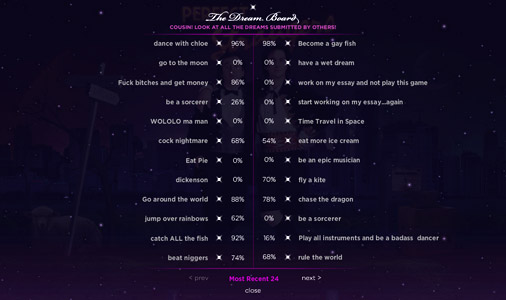 The Dream Board
COUSIN! LOOK AT ALL THE DREAMS SUBMITTED BY OTHERS!
dance with chloe 96% 98% Become a gay fish
go to the moon 0% 0% have a wet dream
Fuck bitches and get money 86% 0% work on my essay and not play this game
be a sorcerer 26% 0% start working on my essay...again
WOLOLO ma man 0% 0% Time Travel in Space
cock nightmare 68% 54% eat more ice cream
Eat Pie 0% 0% be an epic musician
dickenson 0% 70% fly a kite
Go around the world 88% 78% chase the dragon
jump over rainbows 62% 0% be a sorcerer
catch ALL the fish 92% 16% Play all instruments and be a badass dancer
beat niggers 74% 68% rule the world
< prev Most Recent 24 next >
close